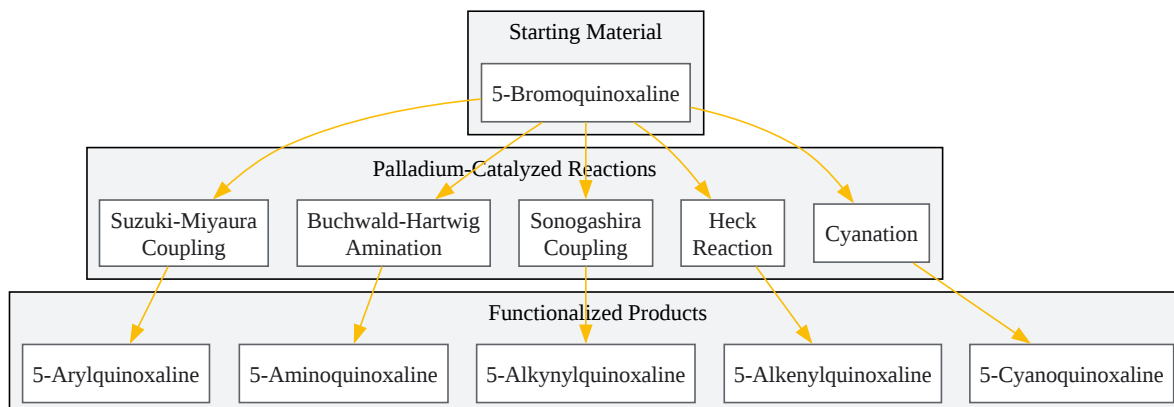 Starting Material
5-Bromoquinoxaline
Palladium-Catalyzed Reactions
Suzuki-Miyaura
Coupling
Buchwald-Hartwig
Amination
Sonogashira
Coupling
Heck
Reaction
Cyanation
Functionalized Products
5-Arylquinoxaline
5-Aminoquinoxaline
5-Alkynylquinoxaline
5-Alkenylquinoxaline
5-Cyanoquinoxaline